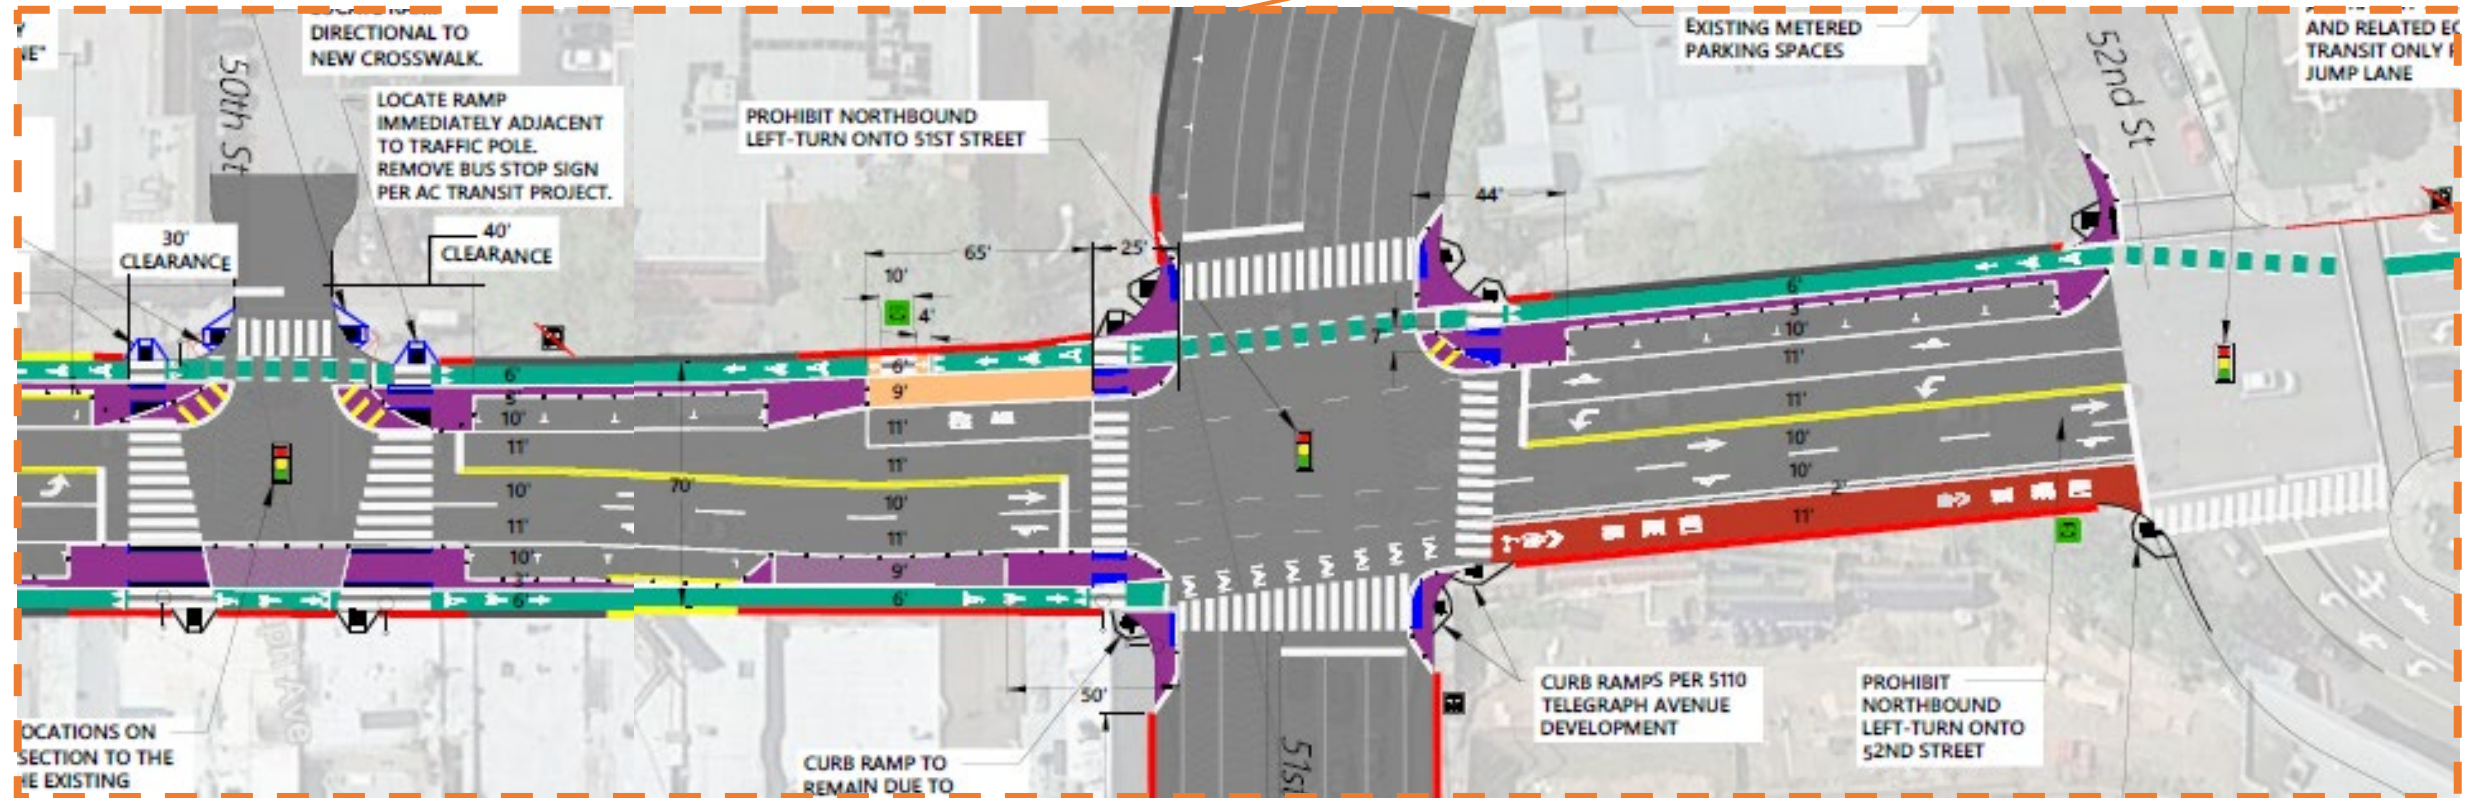 DIRECTIONAL TO
NEW CROSSWALK.
50th St
LOCATE RAMP
IMMEDIATELY ADJACENT
TO TRAFFIC POLE.
REMOVE BUS STOP SIGN
PER AC TRANSIT PROJECT.
30'
CLEARANCE
40'
CLEARANCE
PROHIBIT NORTHBOUND
LEFT-TURN ONTO 51ST STREET
EXISTING METERED
PARKING SPACES
52nd St
AND RELATED
TRANSIT ONLY
JUMP LANE
65'
25'
44'
10'
4'
7'
6'
10'
11'
10'
11'
10'
6'
70'
6'
9'
11'
11'
10'
11'
9'
6'
6'
3'
10'
11'
11'
10'
10'
2'
11'
50'
OCATIONS ON
SECTION TO THE
HE EXISTING
CURB RAMP TO
REMAIN DUE TO
51st
CURB RAMPS PER 5110
TELEGRAPH AVENUE
DEVELOPMENT
PROHIBIT
NORTHBOUND
LEFT-TURN ONTO
52ND STREET